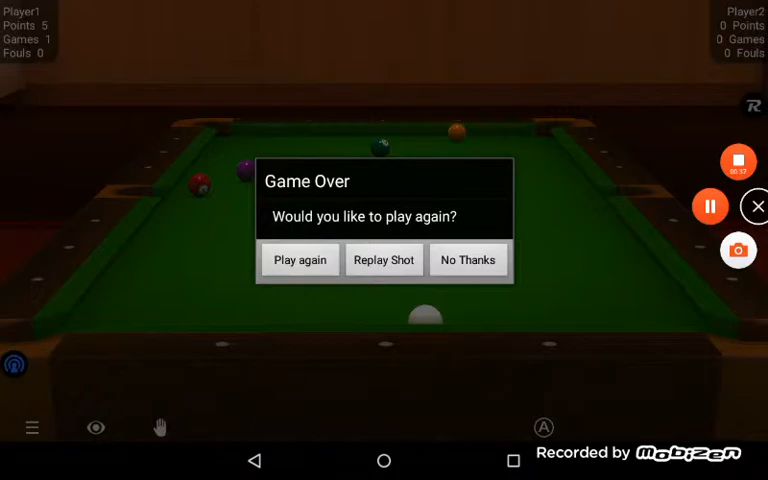 Player1
Points 5
Games 1
Fouls 0
Player2
0 Points
0 Games
0 Fouls
R
Game Over
Would you like to play again?
Play again
Replay Shot
No Thanks
A
Recorded by Mobizen